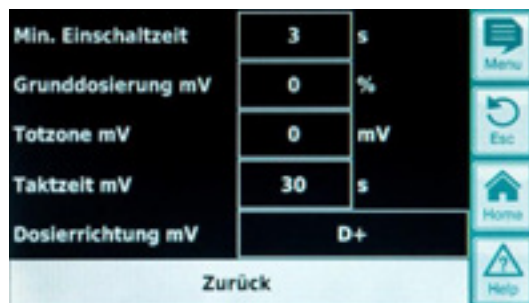 Min. Einschaltzeit 3 s
Menu
Grunddosierung mV 0 %
Totzone mV 0 mV
Esc
Taktzeit mV 30 s
Home
Dosierrichtung mV D+
Zurück
Help